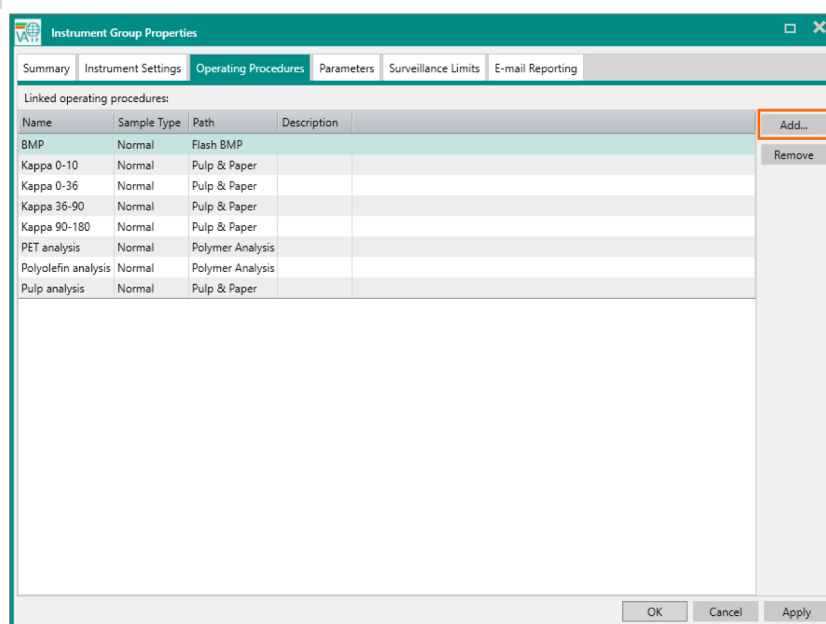 Instrument Group Properties
Summary Instrument Settings Operating Procedures Parameters Surveillance Limits E-mail Reporting
Linked operating procedures:
Name Sample Type Path Description
Add...
BMP Normal Flash BMP
Remove
Kappa 0-10 Normal Pulp & Paper
Kappa 0-36 Normal Pulp & Paper
Kappa 36-90 Normal Pulp & Paper
Kappa 90-180 Normal Pulp & Paper
PET analysis Normal Polymer Analysis
Polyolefin analysis Normal Polymer Analysis
Pulp analysis Normal Pulp & Paper
OK Cancel Apply